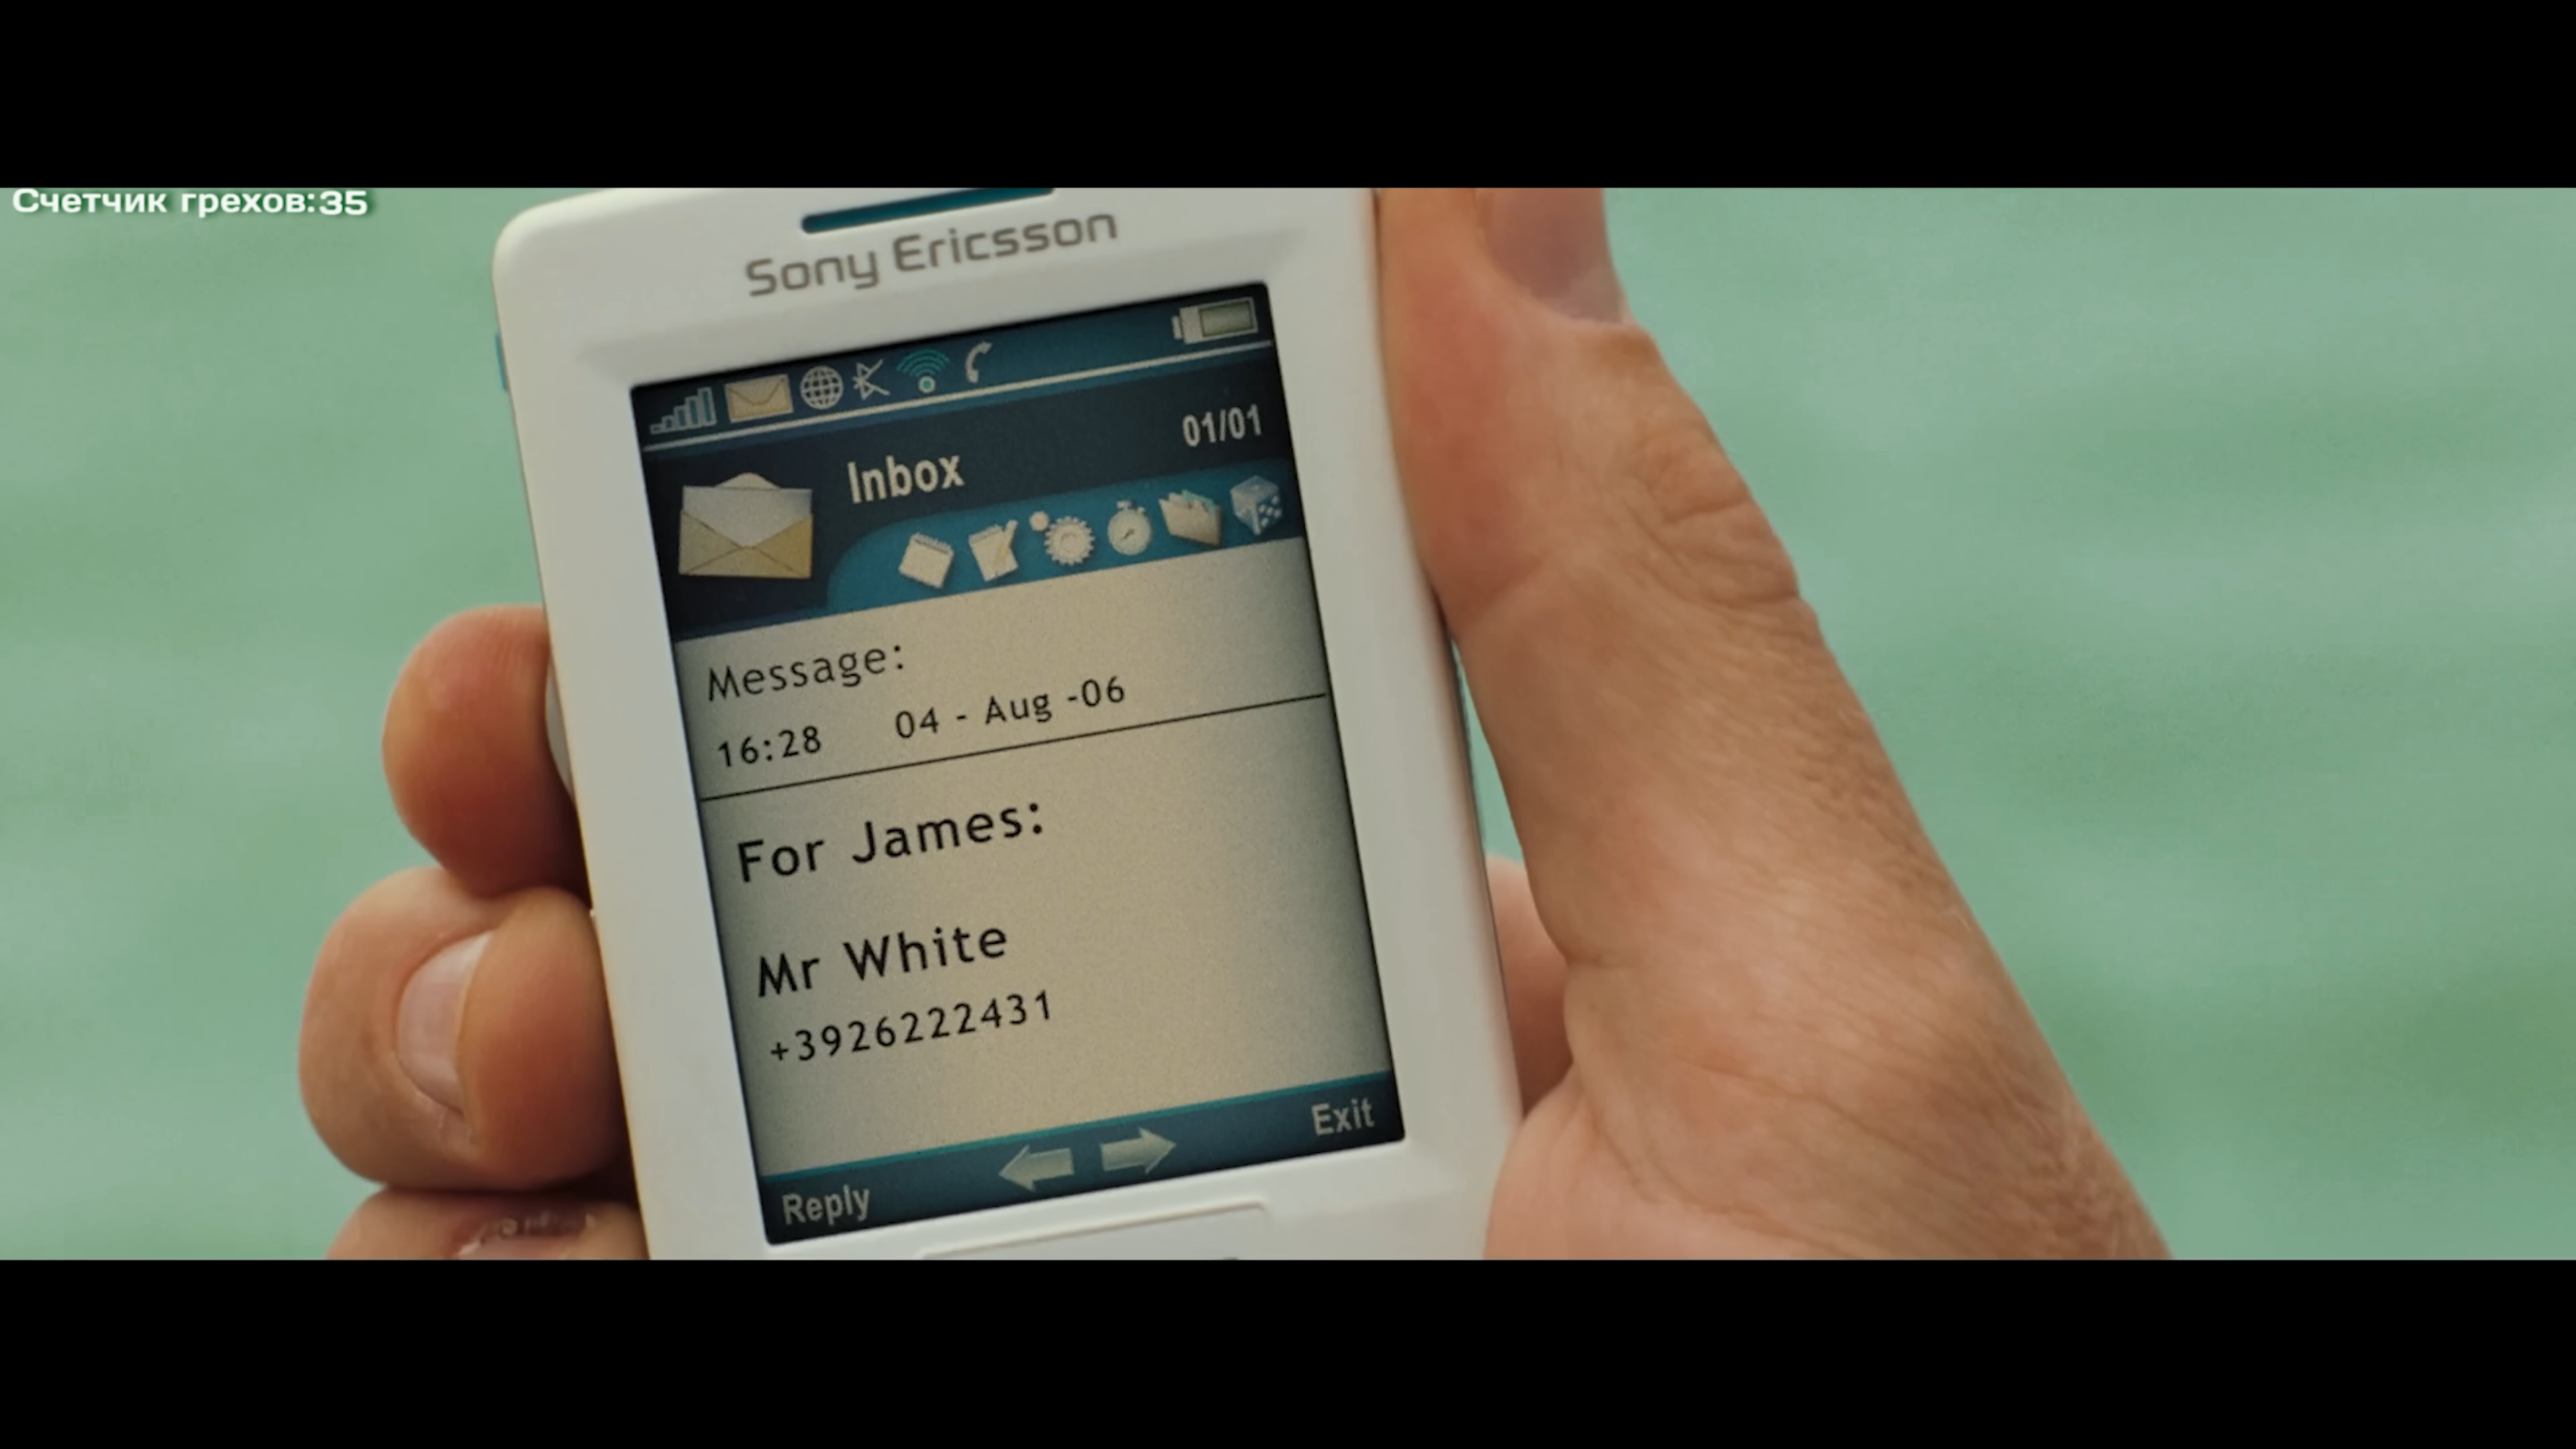 Счетчик грехов:35
Sony Ericsson
Inbox 01/01
Message:
16:28 04 - Aug -06
For James:
Mr White
+3926222431
Reply Exit